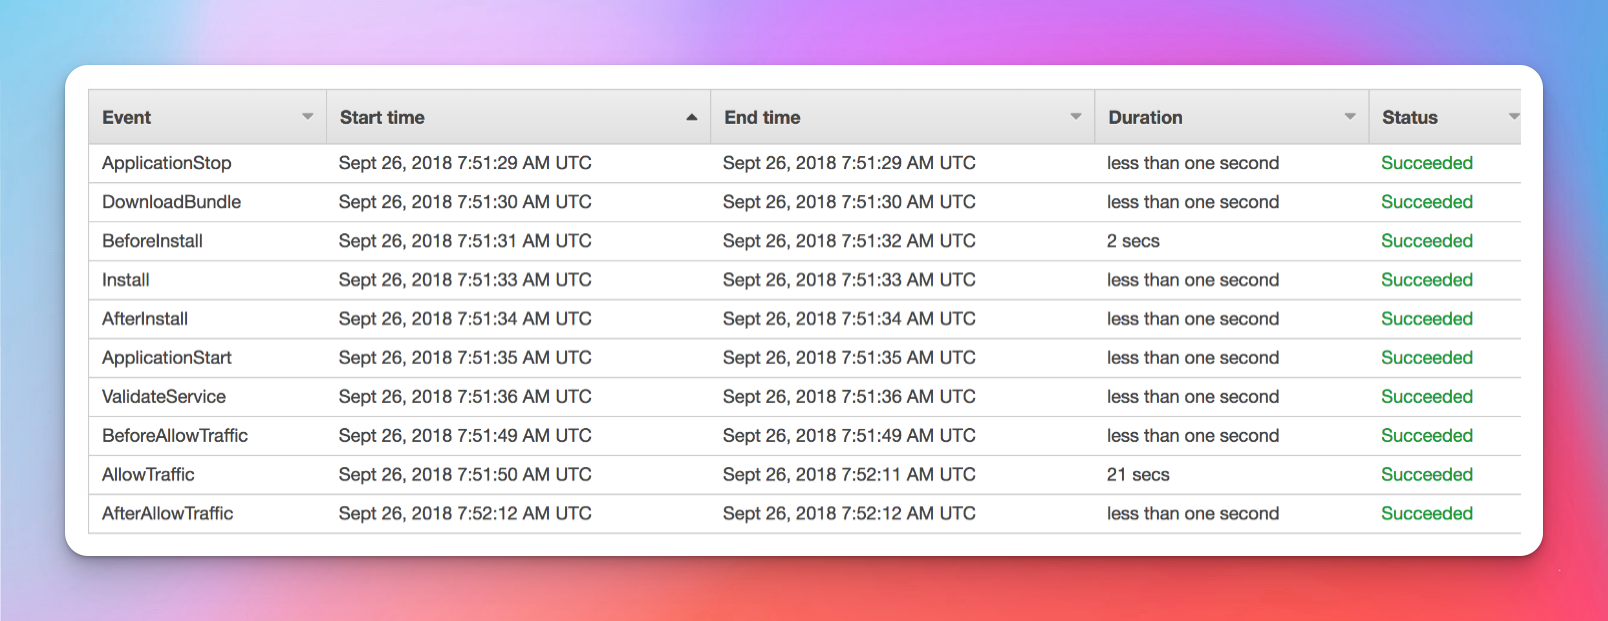 Event Start time End time Duration Status
ApplicationStop Sept 26, 2018 7:51:29 AM UTC Sept 26, 2018 7:51:29 AM UTC less than one second Succeeded
DownloadBundle Sept 26, 2018 7:51:30 AM UTC Sept 26, 2018 7:51:30 AM UTC less than one second Succeeded
BeforeInstall Sept 26, 2018 7:51:31 AM UTC Sept 26, 2018 7:51:32 AM UTC 2 secs Succeeded
Install Sept 26, 2018 7:51:33 AM UTC Sept 26, 2018 7:51:33 AM UTC less than one second Succeeded
AfterInstall Sept 26, 2018 7:51:34 AM UTC Sept 26, 2018 7:51:34 AM UTC less than one second Succeeded
ApplicationStart Sept 26, 2018 7:51:35 AM UTC Sept 26, 2018 7:51:35 AM UTC less than one second Succeeded
ValidateService Sept 26, 2018 7:51:36 AM UTC Sept 26, 2018 7:51:36 AM UTC less than one second Succeeded
BeforeAllowTraffic Sept 26, 2018 7:51:49 AM UTC Sept 26, 2018 7:51:49 AM UTC less than one second Succeeded
AllowTraffic Sept 26, 2018 7:51:50 AM UTC Sept 26, 2018 7:52:11 AM UTC 21 secs Succeeded
AfterAllowTraffic Sept 26, 2018 7:52:12 AM UTC Sept 26, 2018 7:52:12 AM UTC less than one second Succeeded